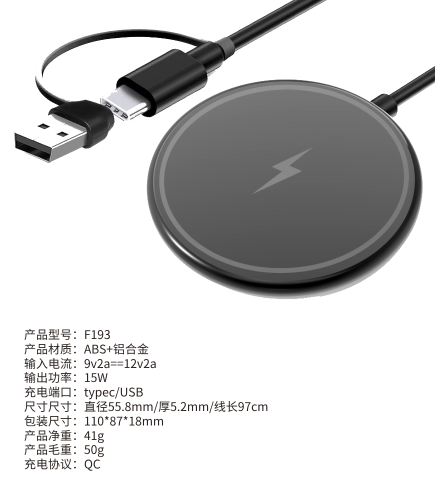 产品型号：F193
产品材质：ABS+铝合金
输入电流：9v2a==12v2a
输出功率：15W
充电端口：typec/USB
尺寸尺寸：直径55.8mm/厚5.2mm/线长97cm
包装尺寸：110*87*18mm
产品净重：41g
产品毛重：50g
充电协议：QC